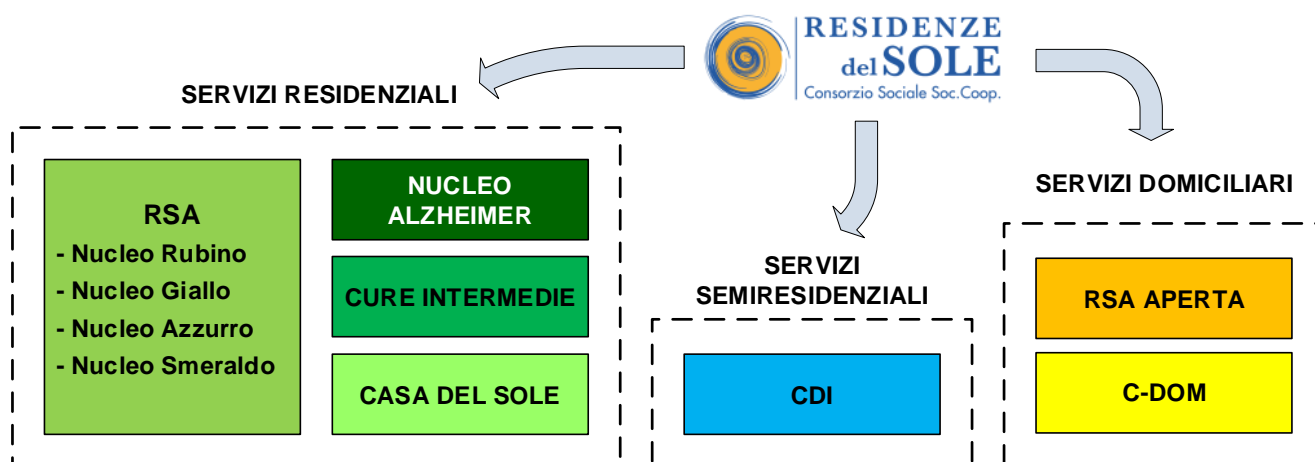 RESIDENZE
del SOLE
Consorzio Sociale Soc.Coop.
SERVIZI RESIDENZIALI
RSA
- Nucleo Rubino
- Nucleo Giallo
- Nucleo Azzurro
- Nucleo Smeraldo
NUCLEO
ALZHEIMER
CURE INTERMEDIE
CASA DEL SOLE
SERVIZI
SEMIRESIDENZIALI
CDI
SERVIZI DOMICILIARI
RSA APERTA
C-DOM